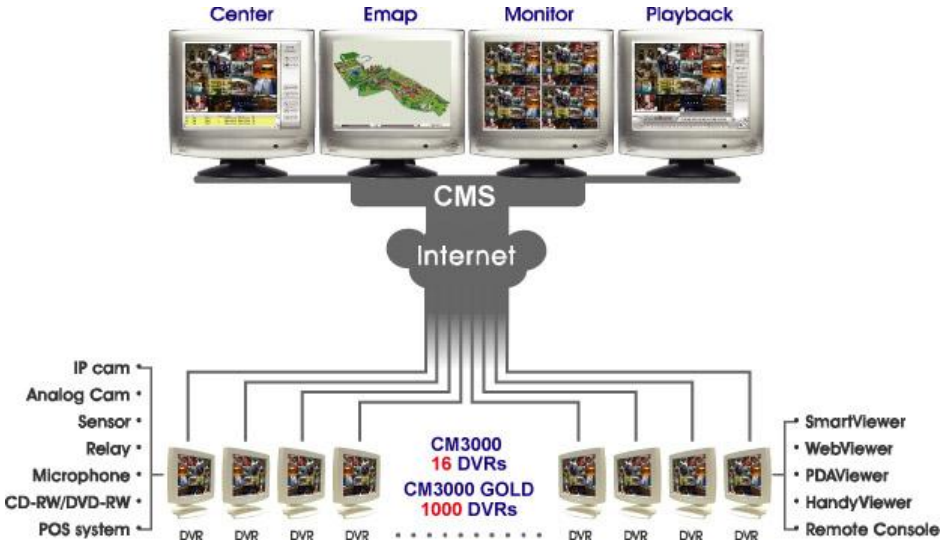 Center
Emap
Monitor
Playback
CMS
Internet
IP cam
Analog Cam
Sensor
Relay
Microphone
CD-RW/DVD-RW
POS system
DVR
DVR
DVR
DVR
CM3000
16 DVRs
CM3000 GOLD
1000 DVRs
DVR
DVR
DVR
DVR
SmartViewer
WebViewer
PDAViewer
HandyViewer
Remote Console